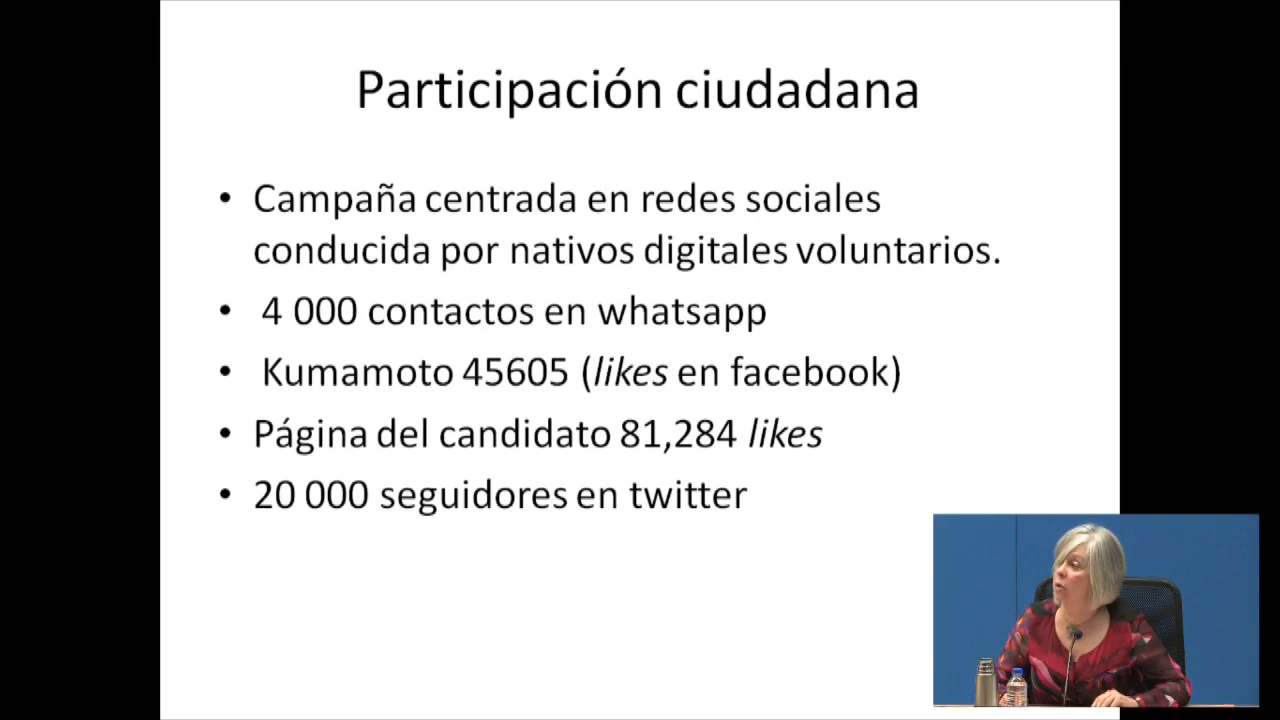 Participación ciudadana
• Campaña centrada en redes sociales
conducida por nativos digitales voluntarios.
• 4 000 contactos en whatsapp
• Kumamoto 45605 (likes en facebook)
• Página del candidato 81,284 likes
• 20 000 seguidores en twitter